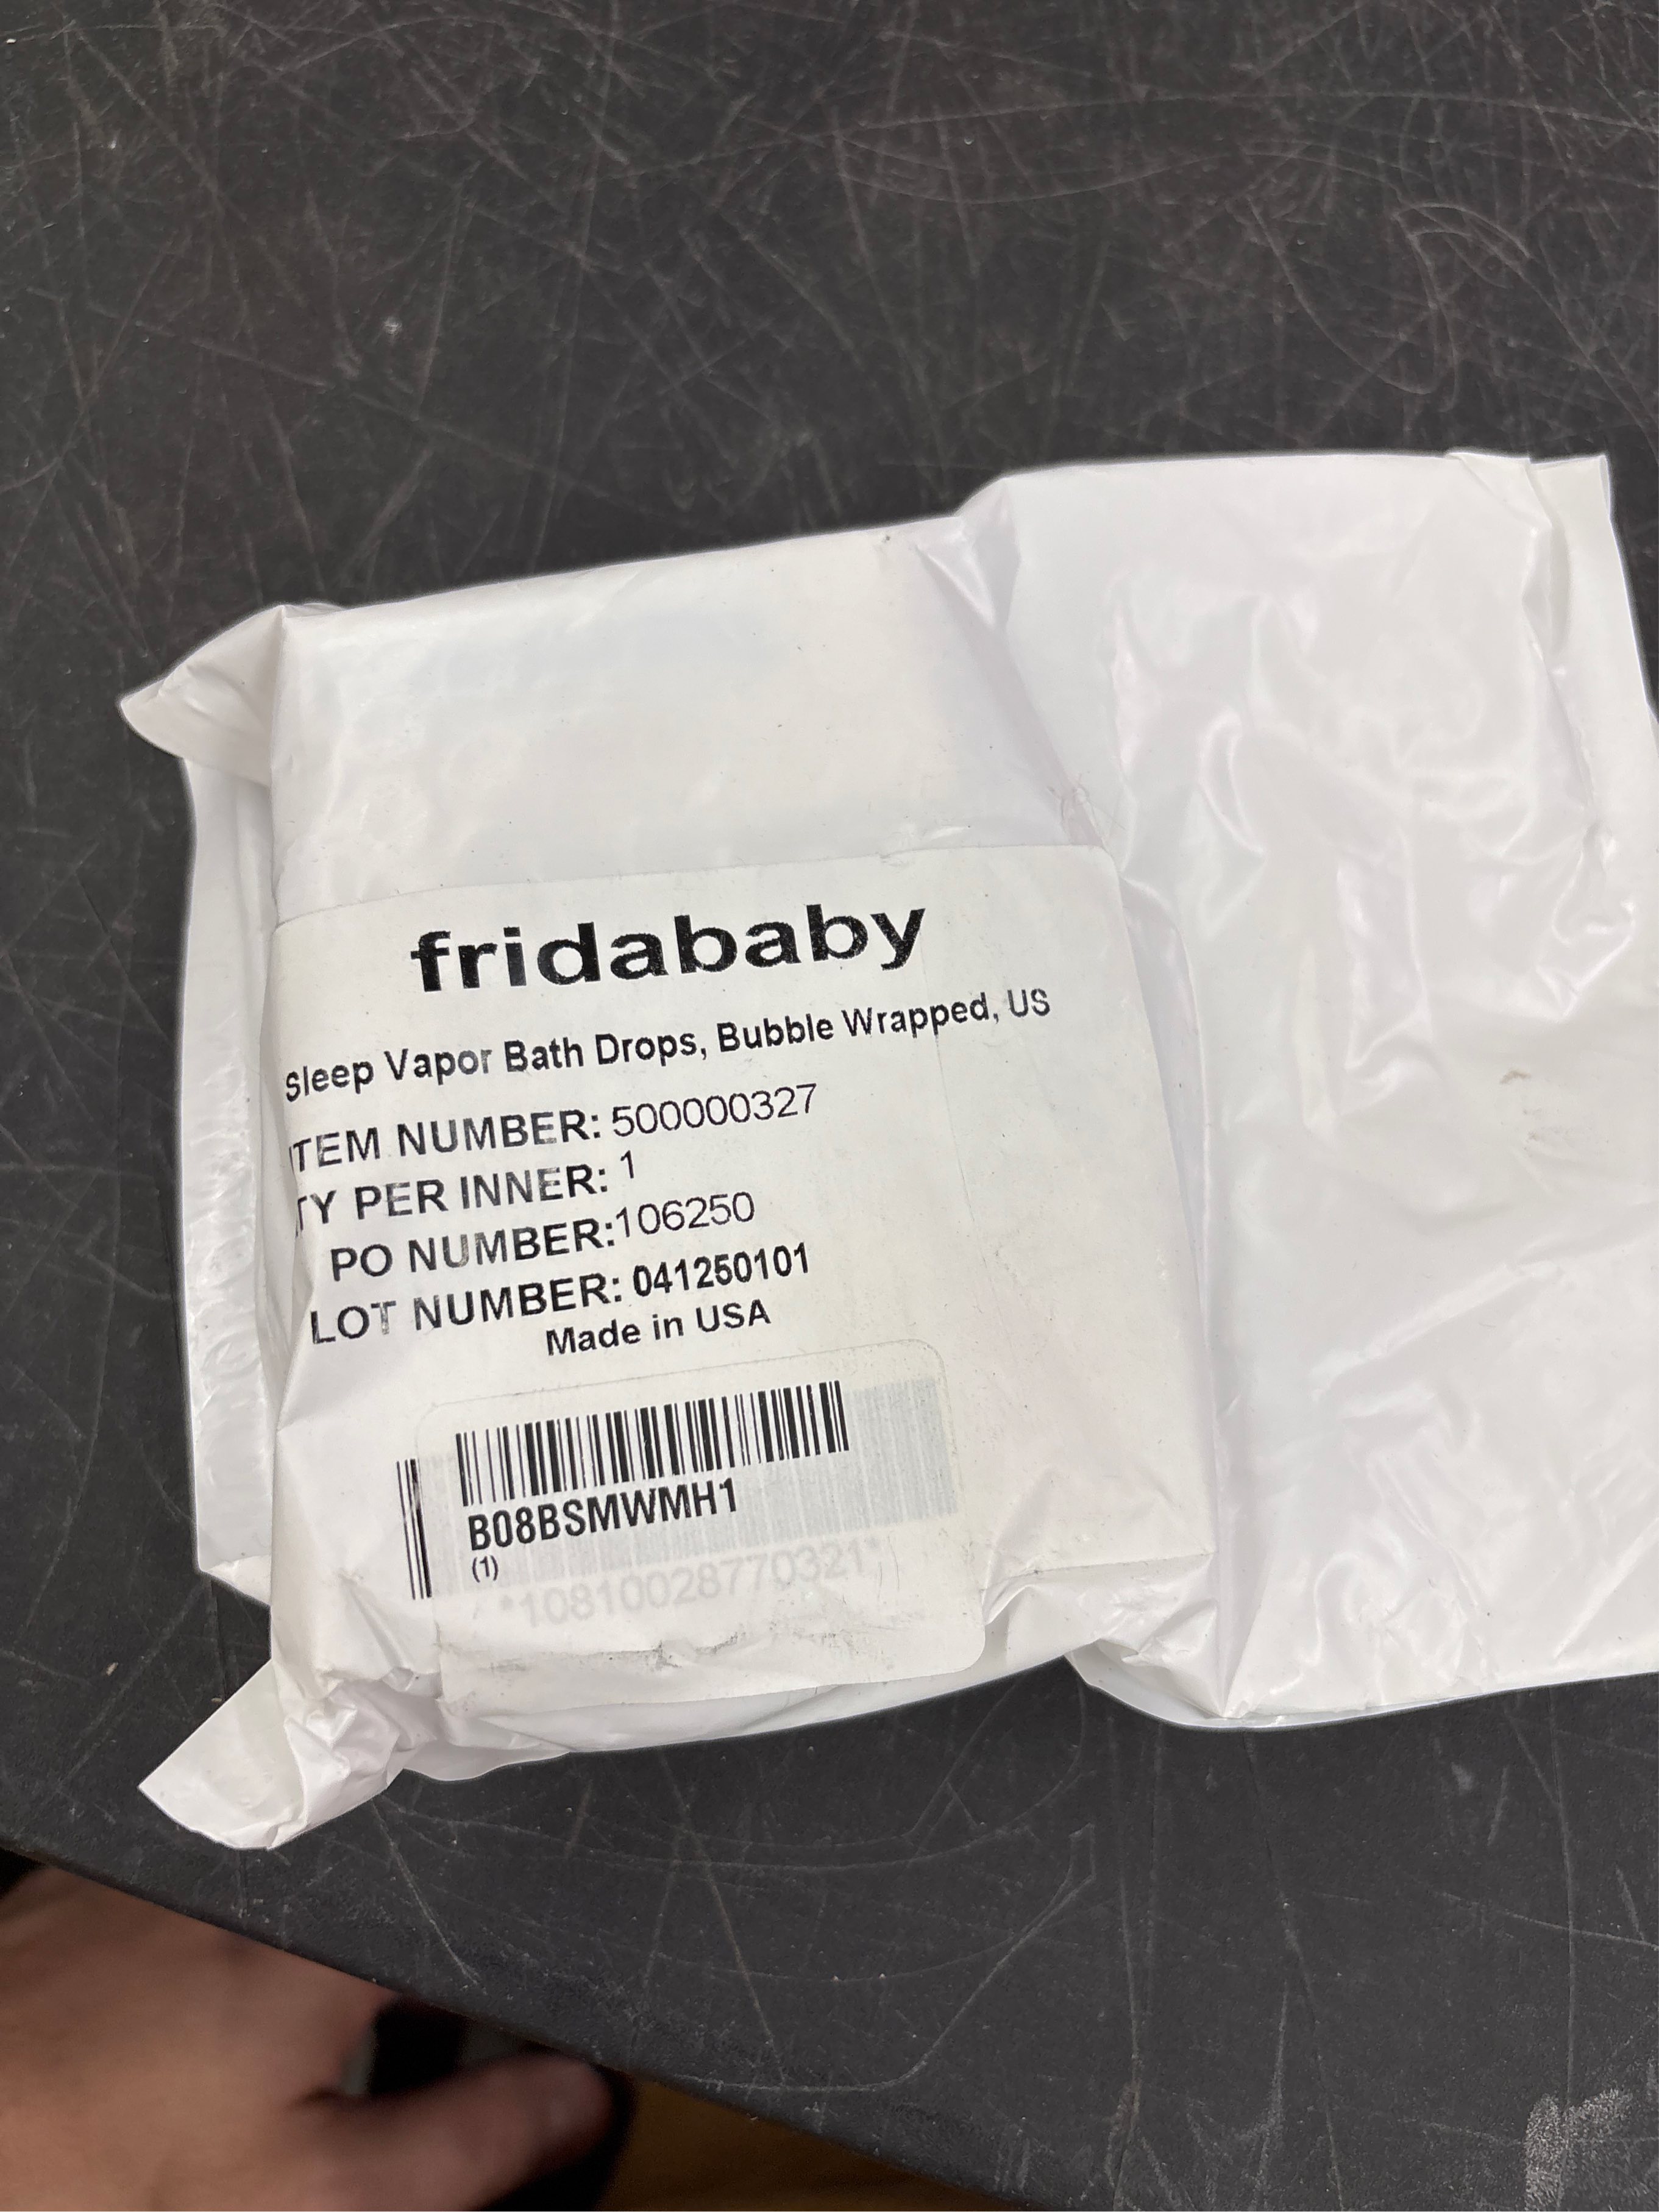 fridababy
Sleep Vapor Bath Drops, Bubble Wrapped, US
ITEM NUMBER: 500000327
TY PER INNER: 1
PO NUMBER:106250
LOT NUMBER: 041250101
Made in USA
B08BSMWMH1
(1)
*10810028770321*